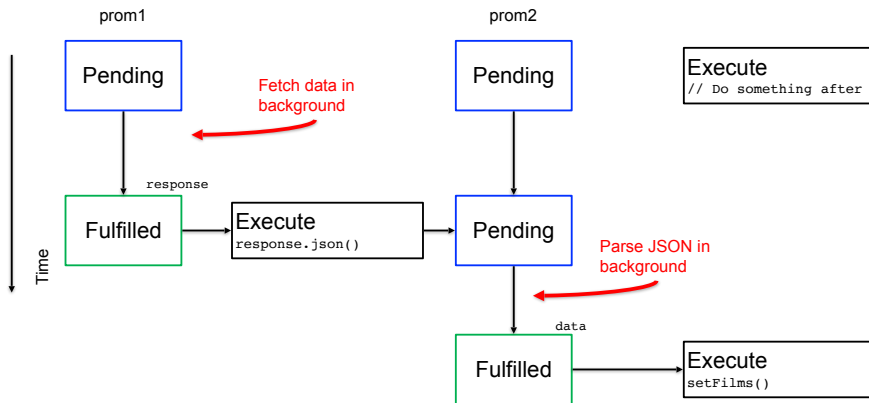 prom1
prom2
Pending
Pending
Execute
// Do something after
Fetch data in
background
response
Fulfilled
Execute
response.json()
Pending
Parse JSON in
background
Time
data
Fulfilled
Execute
setFilms()